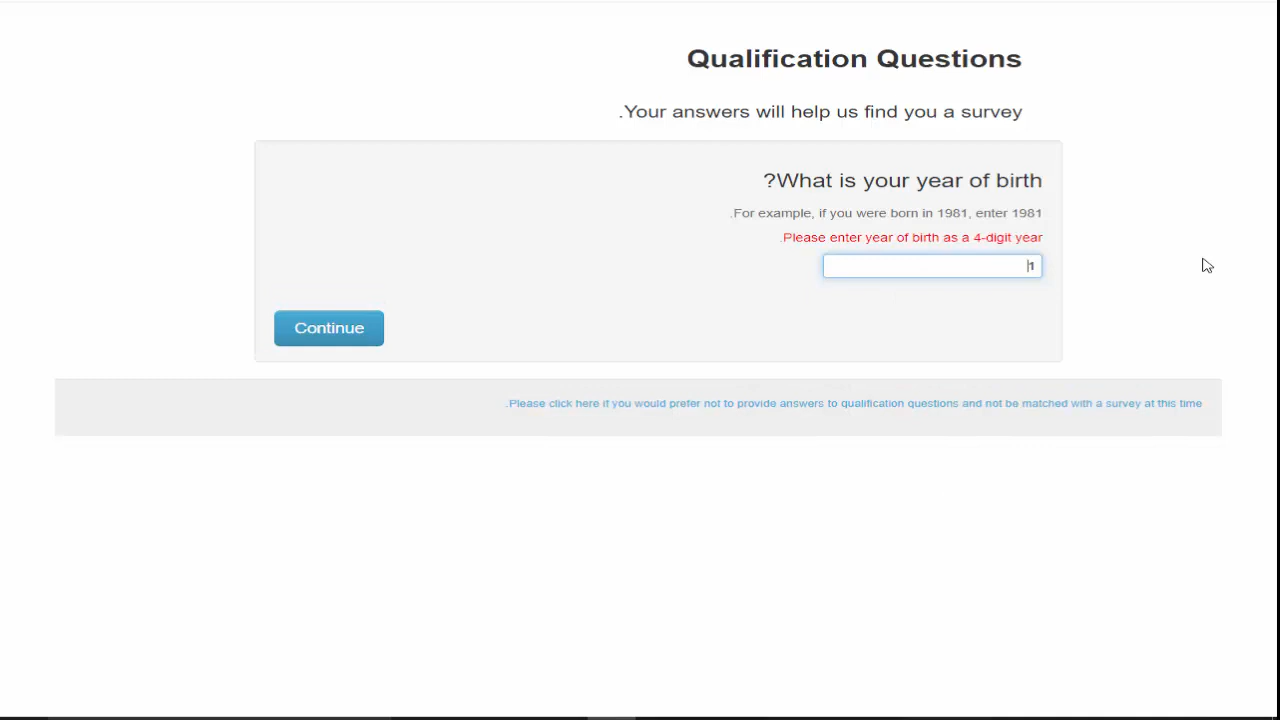 Qualification Questions
.Your answers will help us find you a survey
?What is your year of birth
.For example, if you were born in 1981, enter 1981
.Please enter year of birth as a 4-digit year
1
Continue
.Please click here if you would prefer not to provide answers to qualification questions and not be matched with a survey at this time